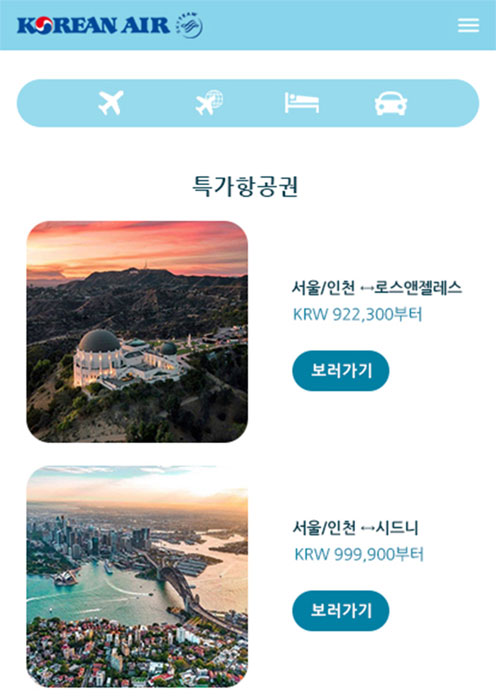 KOREAN AIR
SKYTEAM
특가항공권
서울/인천 ↔로스앤젤레스
KRW 922,300부터
보러가기
서울/인천 ↔시드니
KRW 999,900부터
보러가기